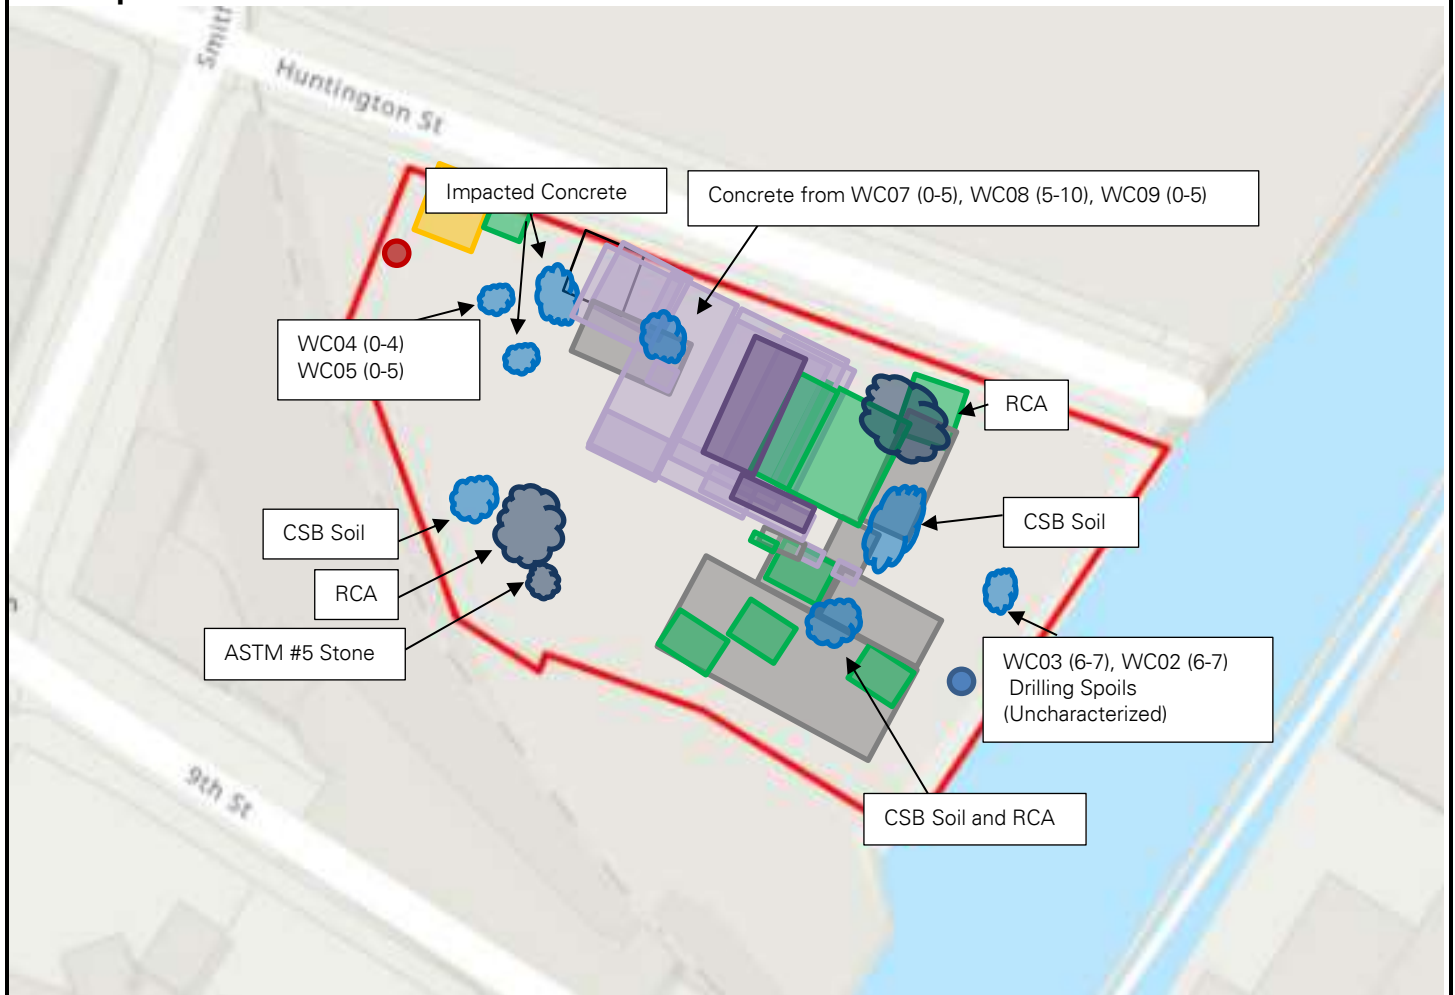 Smith
Huntington St
Impacted Concrete
Concrete from WC07 (0-5), WC08 (5-10), WC09 (0-5)
WC04 (0-4)
WC05 (0-5)
RCA
CSB Soil
CSB Soil
RCA
ASTM #5 Stone
WC03 (6-7), WC02 (6-7)
Drilling Spoils
(Uncharacterized)
9th St
CSB Soil and RCA